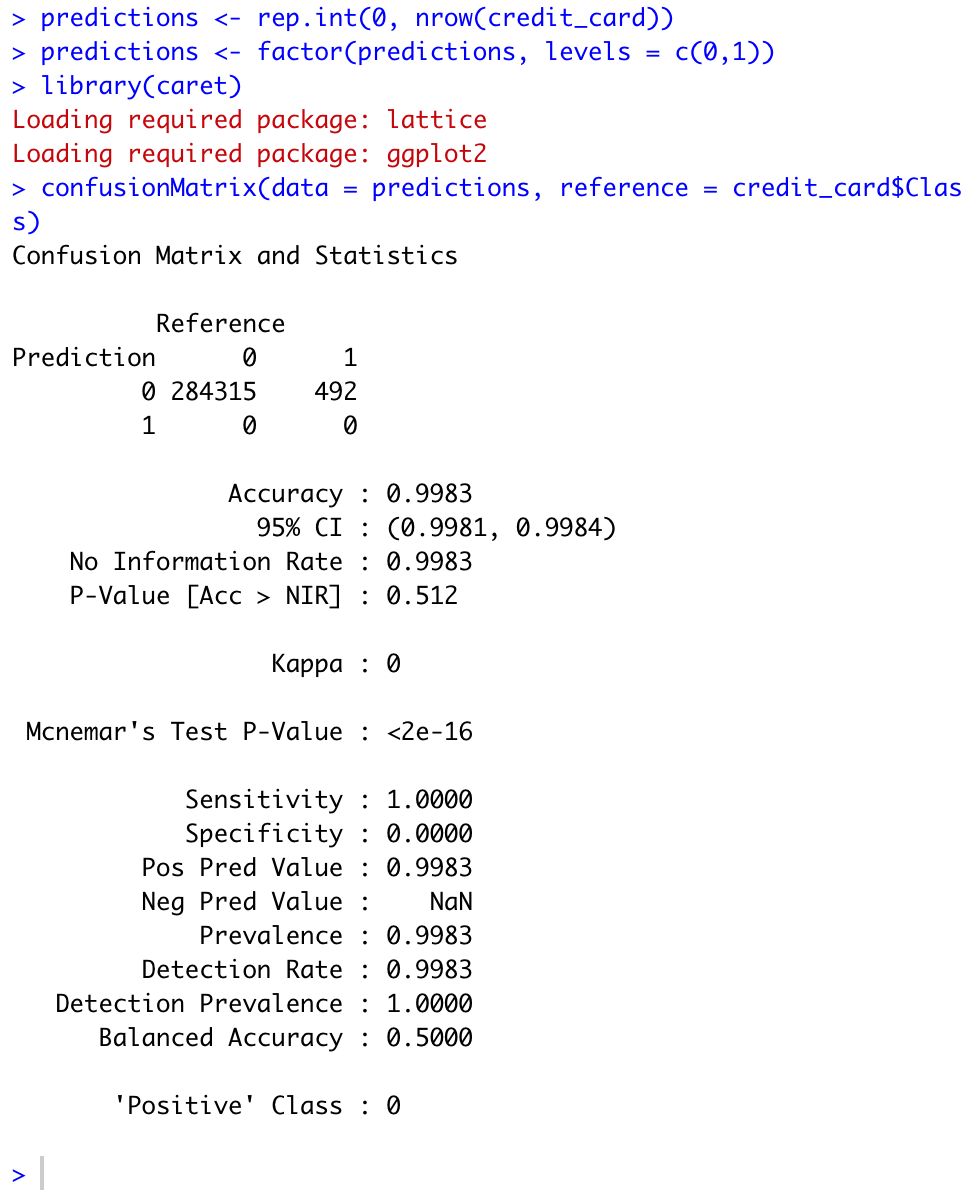 > predictions <- rep.int(0, nrow(credit_card))
> predictions <- factor(predictions, levels = c(0,1))
> library(caret)
Loading required package: lattice
Loading required package: ggplot2
> confusionMatrix(data = predictions, reference = credit_card$Clas
s)
Confusion Matrix and Statistics

          Reference
Prediction      0      1
         0 284315    492
         1      0      0

               Accuracy : 0.9983
                 95% CI : (0.9981, 0.9984)
    No Information Rate : 0.9983
    P-Value [Acc > NIR] : 0.512

                  Kappa : 0

 Mcnemar's Test P-Value : <2e-16

            Sensitivity : 1.0000
            Specificity : 0.0000
         Pos Pred Value : 0.9983
         Neg Pred Value :    NaN
             Prevalence : 0.9983
         Detection Rate : 0.9983
   Detection Prevalence : 1.0000
      Balanced Accuracy : 0.5000

       'Positive' Class : 0

>